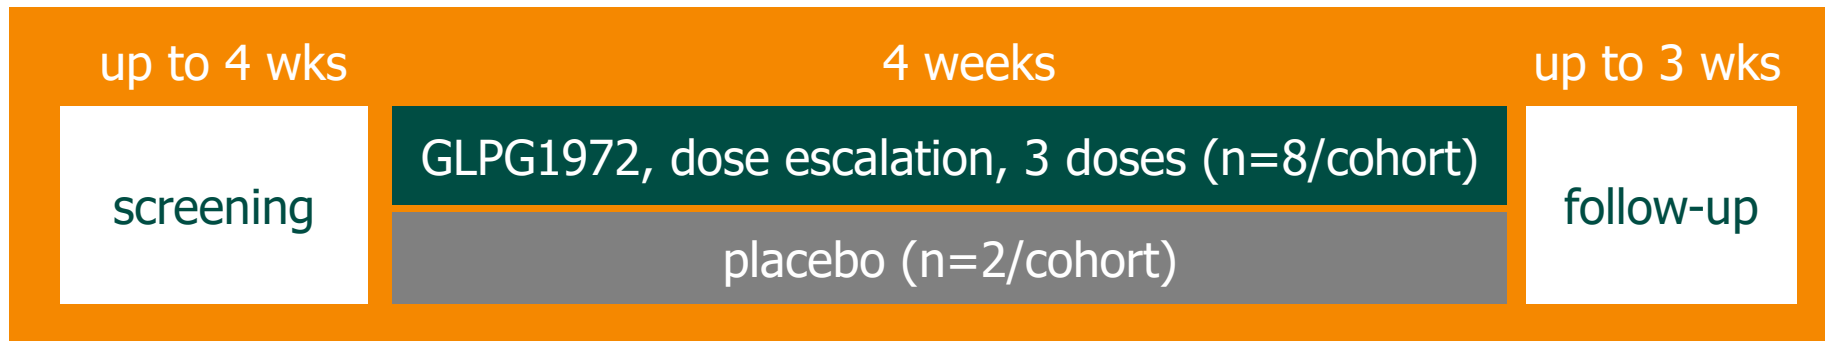 up to 4 wks
4 weeks
up to 3 wks
screening
GLPG1972, dose escalation, 3 doses (n=8/cohort)
placebo (n=2/cohort)
follow-up